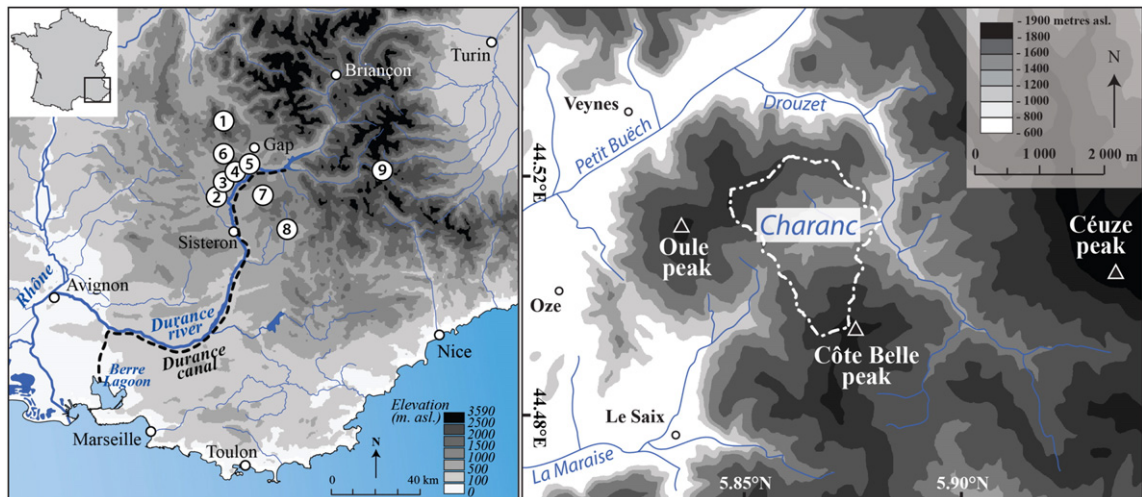 Turin
Briançon
1
Gap
6
5
4
3
2
7
9
8
Sisteron
Rhône
Avignon
Durance
river
Durance
canal
Berre
Lagoon
Nice
Marseille
Toulon
Elevation
(m. asl.)
3590
2500
2000
1500
1000
500
100
0
N
0 40 km
- 1900 metres asl.
- 1800
- 1600
- 1400
- 1200
- 1000
- 800
- 600
N
0 1 000 2 000 m
Veynes
Drouzet
Petit Buëch
44.52°E
Charanc
Oule
peak
Céuze
peak
Oze
Côte Belle
peak
Le Saix
44.48°E
La Maraise
5.85°N
5.90°N